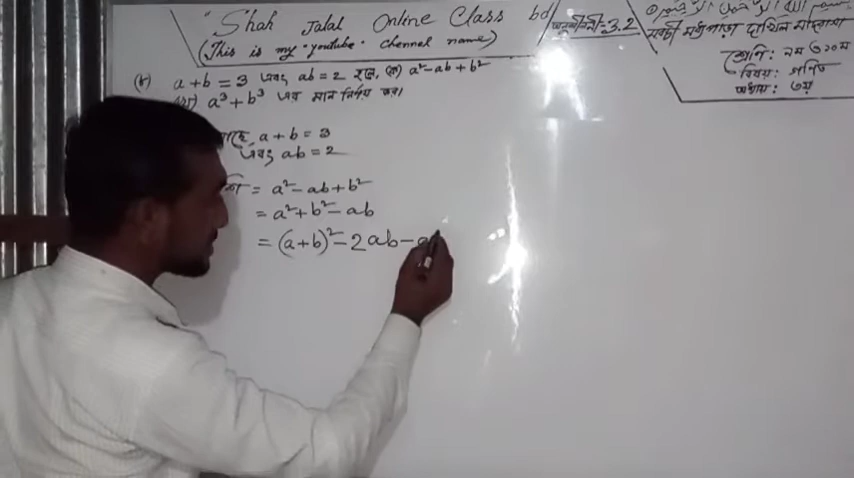 Shah Jalal Online Class bd
(This is my "youtube" chennel name)
অনুশীলনী=3.2
শ্রেণি: ৯ম ও ১০ম
বিষয়: গণিত
অধ্যায়: ৩য়
(৮) a+b=3 এবং ab=2 হলে, (ক) a²-ab+b²
a³+b³ এর মান নির্ণয় কর।
a+b=3
এবং ab=2
= a²-ab+b²
= a²+b²-ab
= (a+b)²-2ab-a